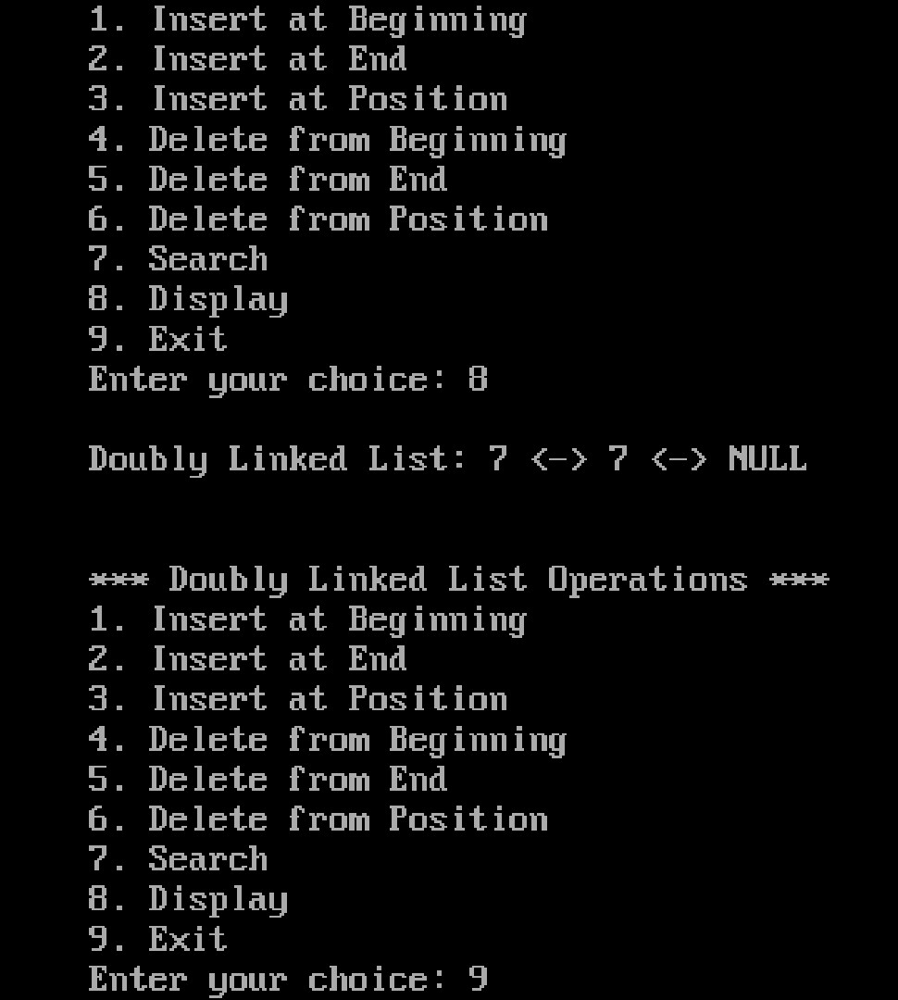 1. Insert at Beginning
2. Insert at End
3. Insert at Position
4. Delete from Beginning
5. Delete from End
6. Delete from Position
7. Search
8. Display
9. Exit
Enter your choice: 8
Doubly Linked List: 7 <-> 7 <-> NULL
*** Doubly Linked List Operations ***
1. Insert at Beginning
2. Insert at End
3. Insert at Position
4. Delete from Beginning
5. Delete from End
6. Delete from Position
7. Search
8. Display
9. Exit
Enter your choice: 9